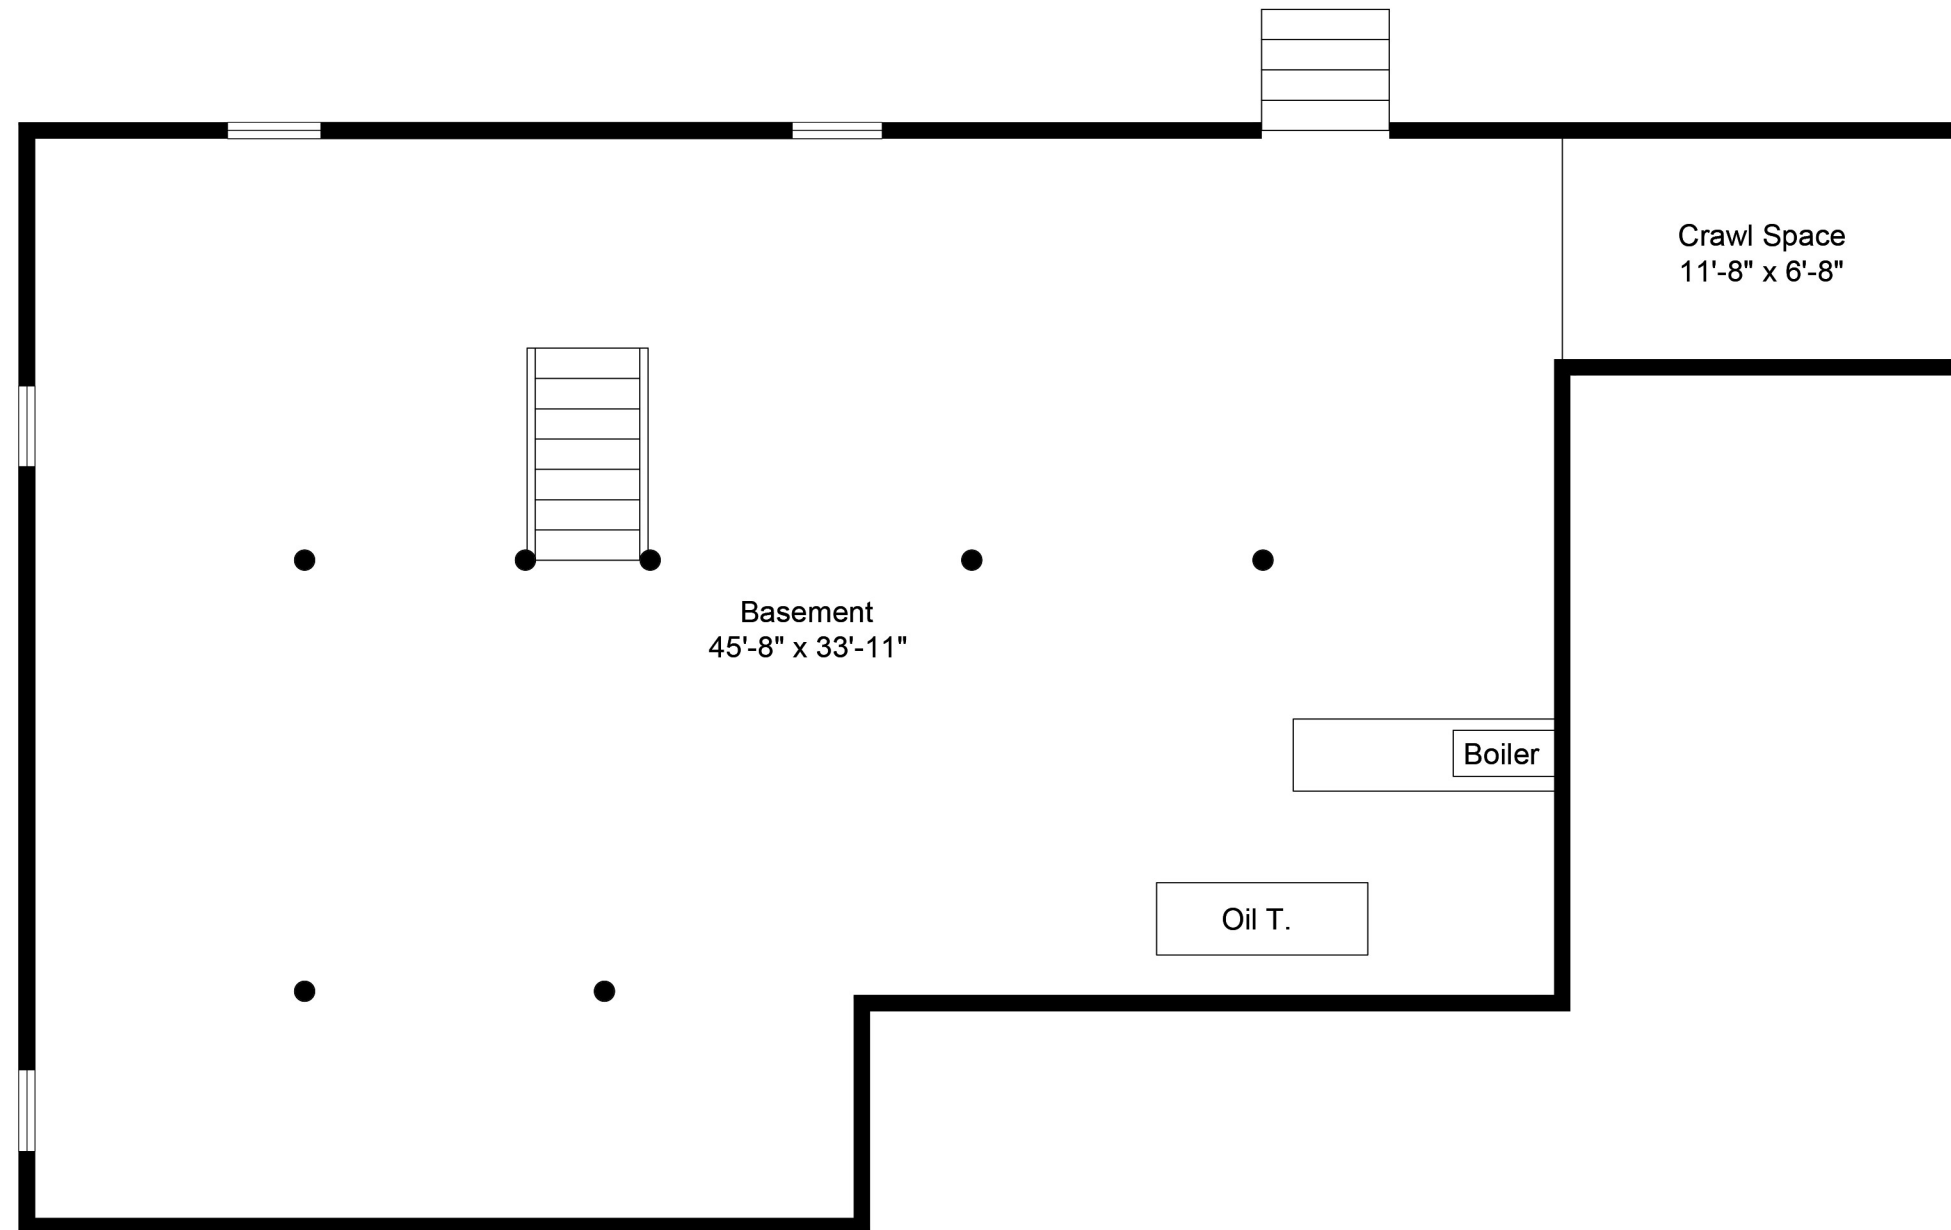 Crawl Space
11'-8" x 6'-8"
Basement
45'-8" x 33'-11"
Boiler
Oil T.